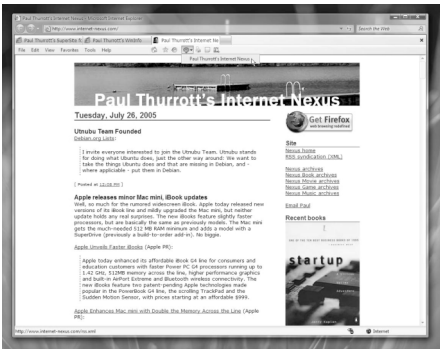 Paul Thurrott's Internet Nexus - Microsoft Internet Explorer
http://www.internet-nexus.com/
Search the Web
Paul Thurrott's SuperSite f
Paul Thurrott's WebInfo
Paul Thurrott's Internet Ne
File Edit View Favorites Tools Help
Paul Thurrott's Internet Nexus
Paul Thurrott's Internet Nexus
Tuesday, July 26, 2005
Utnubu Team Founded
Debian.org Lists:
I invite everyone interested to join the Utnubu Team. Utnubu stands
for doing what Ubuntu does, just the other way around: We want to
take the things Ubuntu does and that are an advancement, and -
where applicable - put them in Debian.
[ Posted at 12:08 PM ]
Apple releases minor Mac mini, iBook updates
Well, so much for the rumored widescreen iBook. Apple today released new
versions of its iBook line and mildly upgraded the Mac mini, but neither
update holds any real surprises. The new iBooks feature slightly faster
processors, but are basically the same as previously models. The Mac mini
gets the much-needed 512 MB RAM minimum and adds a model with a
SuperDrive (previously a build-to-order add-in). No biggie.
Apple Unveils Faster iBooks (Apple PR):
Apple today enhanced its affordable iBook G4 line for consumers and
education customers with faster Power PC G4 processors running up to
1.42 GHz, 512MB memory across the line, higher performance graphics
and built-in AirPort Extreme and Bluetooth wireless connectivity. The
new iBooks feature two patent-pending Apple technologies made
popular in the PowerBook G4 line, the scrolling TrackPad and the
Sudden Motion Sensor, with prices starting at an affordable $999.
Apple Enhances Mac mini with Double the Memory Across the Line (Apple
PR):
Get Firefox
web browsing redefined
Site
Nexus home
RSS syndication (XML)
Nexus archives
Nexus Book archives
Nexus Movie archives
Nexus Game archives
Nexus Music archives
Email Paul
Recent books
startup
http://www.internet-nexus.com/rss.xml
Internet